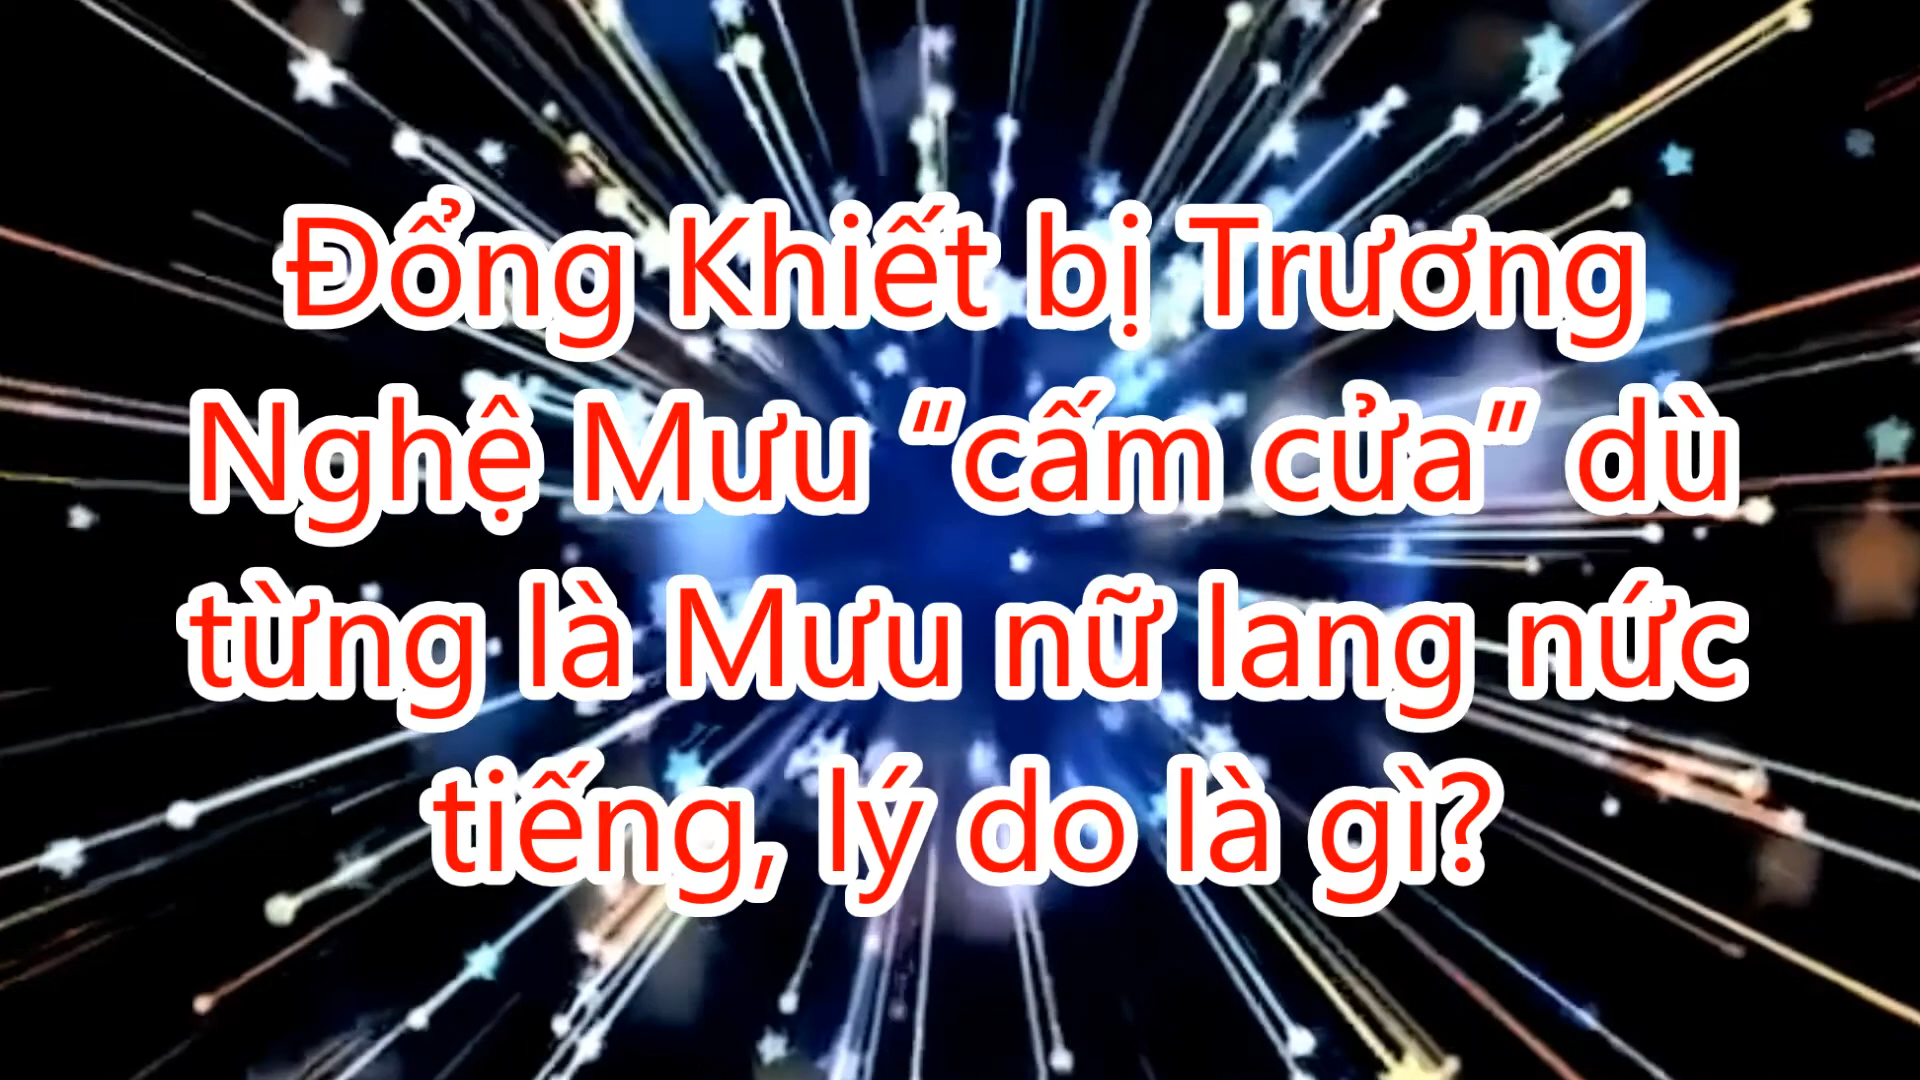 Đổng Khiết bị Trương
Nghệ Mưu “cấm cửa” dù
từng là Mưu nữ lang nức
tiếng, lý do là gì?